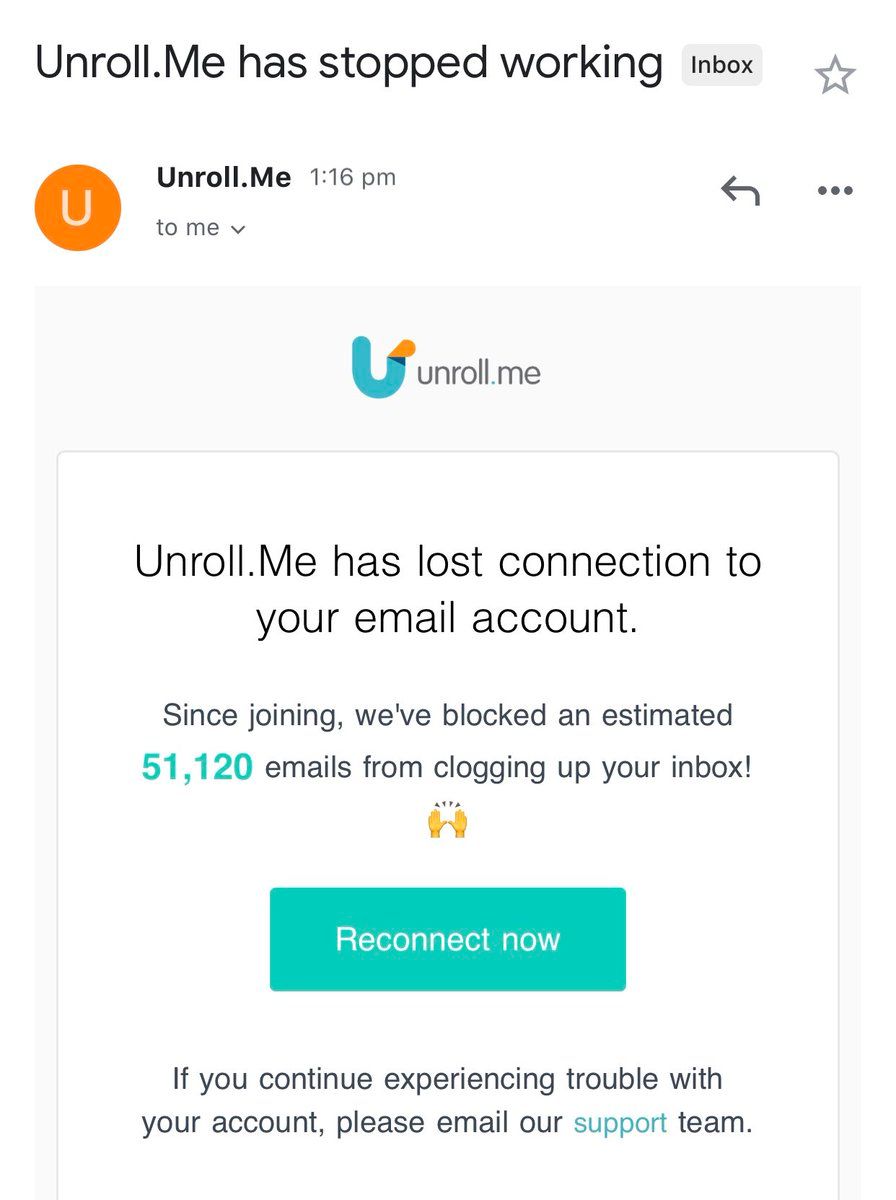 Unroll.Me has stopped working Inbox
Unroll.Me 1:16 pm
U
to me
unroll.me
Unroll.Me has lost connection to
your email account.
Since joining, we've blocked an estimated
51,120 emails from clogging up your inbox!
🙌
Reconnect now
If you continue experiencing trouble with
your account, please email our support team.